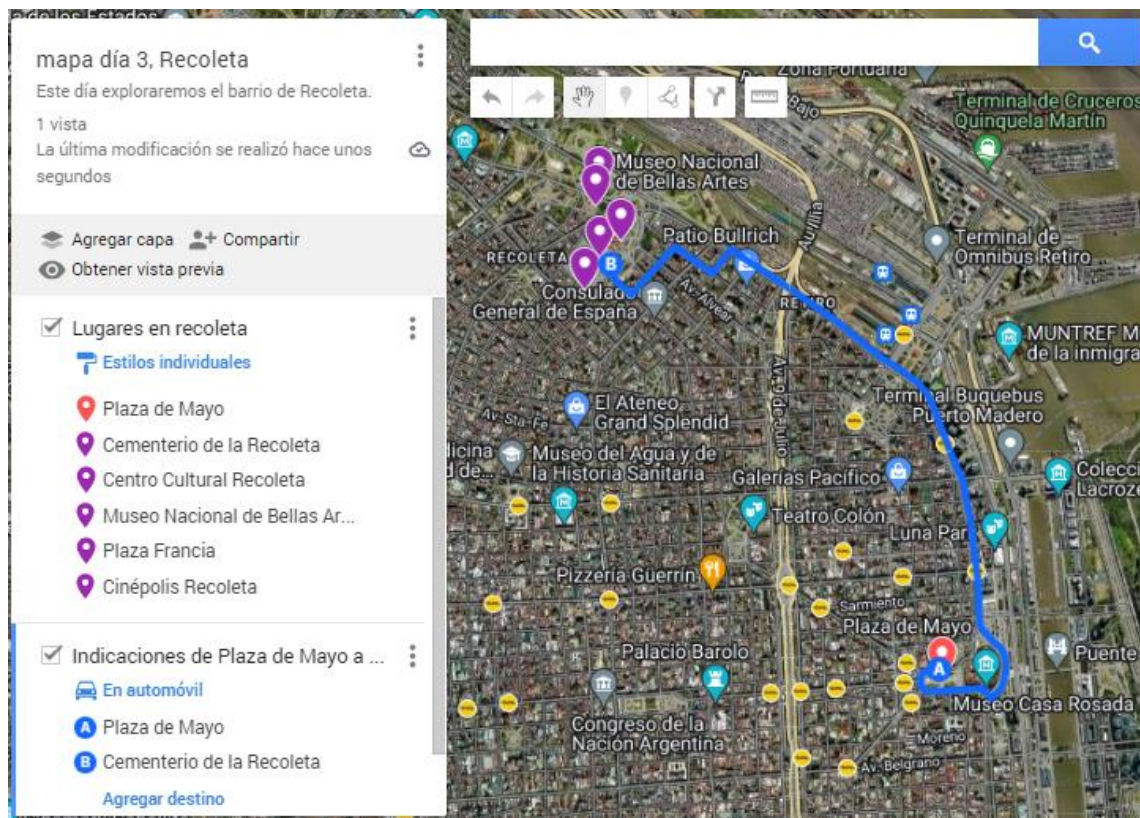 mapa día 3, Recoleta
Este día exploraremos el barrio de Recoleta.
1 vista
La última modificación se realizó hace unos
segundos
Agregar capa
Compartir
Obtener vista previa
Lugares en recoleta
Estilos individuales
Plaza de Mayo
Cementerio de la Recoleta
Centro Cultural Recoleta
Museo Nacional de Bellas Ar...
Plaza Francia
Cinépolis Recoleta
Indicaciones de Plaza de Mayo a ...
En automóvil
A Plaza de Mayo
B Cementerio de la Recoleta
Agregar destino
Zona Portuaria
Bajo
Terminal de Cruceros
Quinquela Martín
Museo Nacional
de Bellas Artes
Patio Bullrich
Terminal de
Omnibus Retiro
RECOLETA
B
Consulado
General de España
Av. Alvear
RETIRO
MUNTREF M
de la inmigra
Terminal Buquebus
Puerto Madero
El Ateneo
Grand Splendid
Av. Sta-Fe
Av. 9 de Julio
Museo del Agua y de
la Historia Sanitaria
Galerías Pacífico
Colecci
Lacroze
Teatro Colón
Luna Par
Pizzería Güerrín
Sarmiento
Plaza de Mayo
A
Palacio Barolo
Puente
Museo Casa Rosada
Congreso de la
Nación Argentina
Moreno
Av. Belgrano